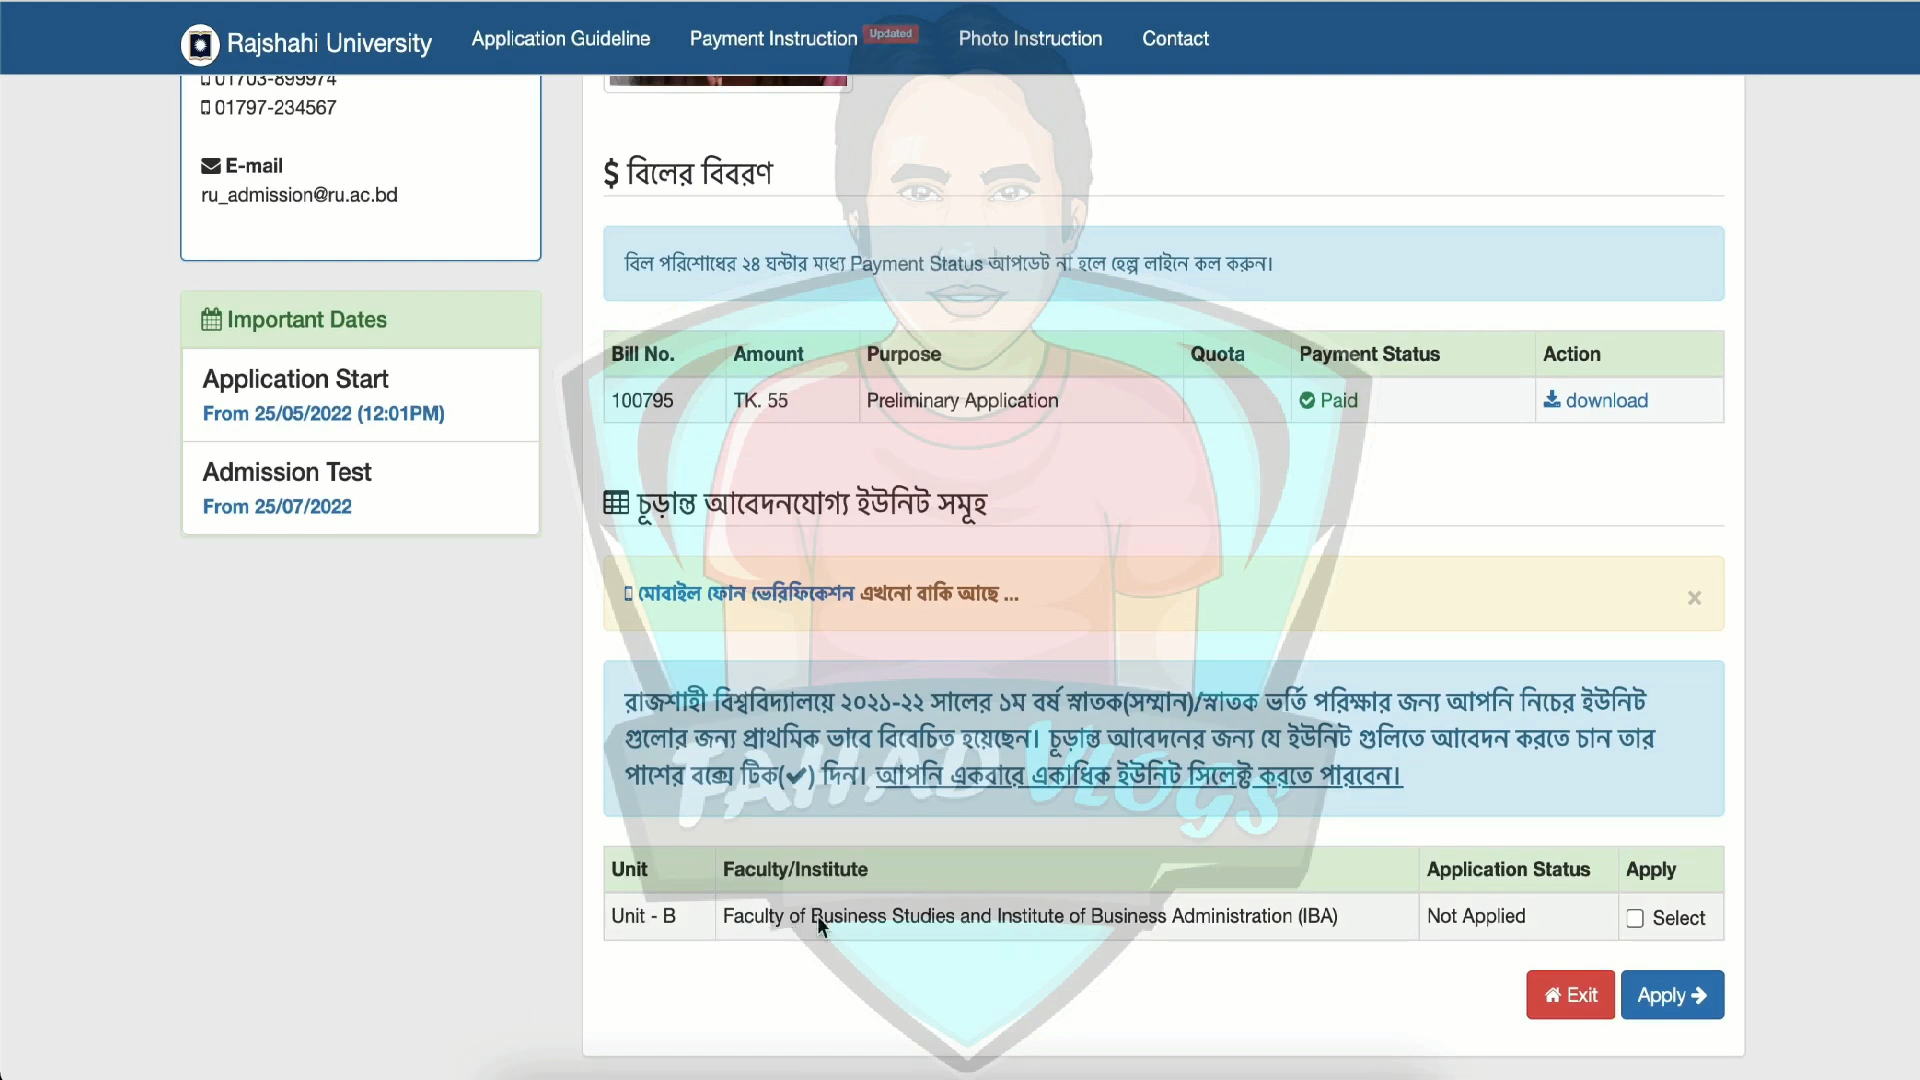 Rajshahi University Application Guideline Payment Instruction Updated Photo Instruction Contact
01703-899974
01797-234567
E-mail
ru_admission@ru.ac.bd
Important Dates
Application Start
From 25/05/2022 (12:01PM)
Admission Test
From 25/07/2022
$ বিলের বিবরণ
বিল পরিশোধের ২৪ ঘন্টার মধ্যে Payment Status আপডেট না হলে হেল্প লাইনে কল করুন।
Bill No. Amount Purpose Quota Payment Status Action
100795 TK. 55 Preliminary Application Paid download
চূড়ান্ত আবেদনযোগ্য ইউনিট সমূহ
মোবাইল ফোন ভেরিফিকেশন এখনো বাকি আছে ...
×
রাজশাহী বিশ্ববিদ্যালয়ে ২০২১-২২ সালের ১ম বর্ষ স্নাতক(সম্মান)/স্নাতক ভর্তি পরিক্ষার জন্য আপনি নিচের ইউনিট
গুলোর জন্য প্রাথমিক ভাবে বিবেচিত হয়েছেন। চূড়ান্ত আবেদনের জন্য যে ইউনিট গুলিতে আবেদন করতে চান তার
পাশের বক্সে টিক(✔) দিন। আপনি একবারে একাধিক ইউনিট সিলেক্ট করতে পারবেন।
FAHAD VLOGS
Unit Faculty/Institute Application Status Apply
Unit - B Faculty of Business Studies and Institute of Business Administration (IBA) Not Applied Select
Exit Apply